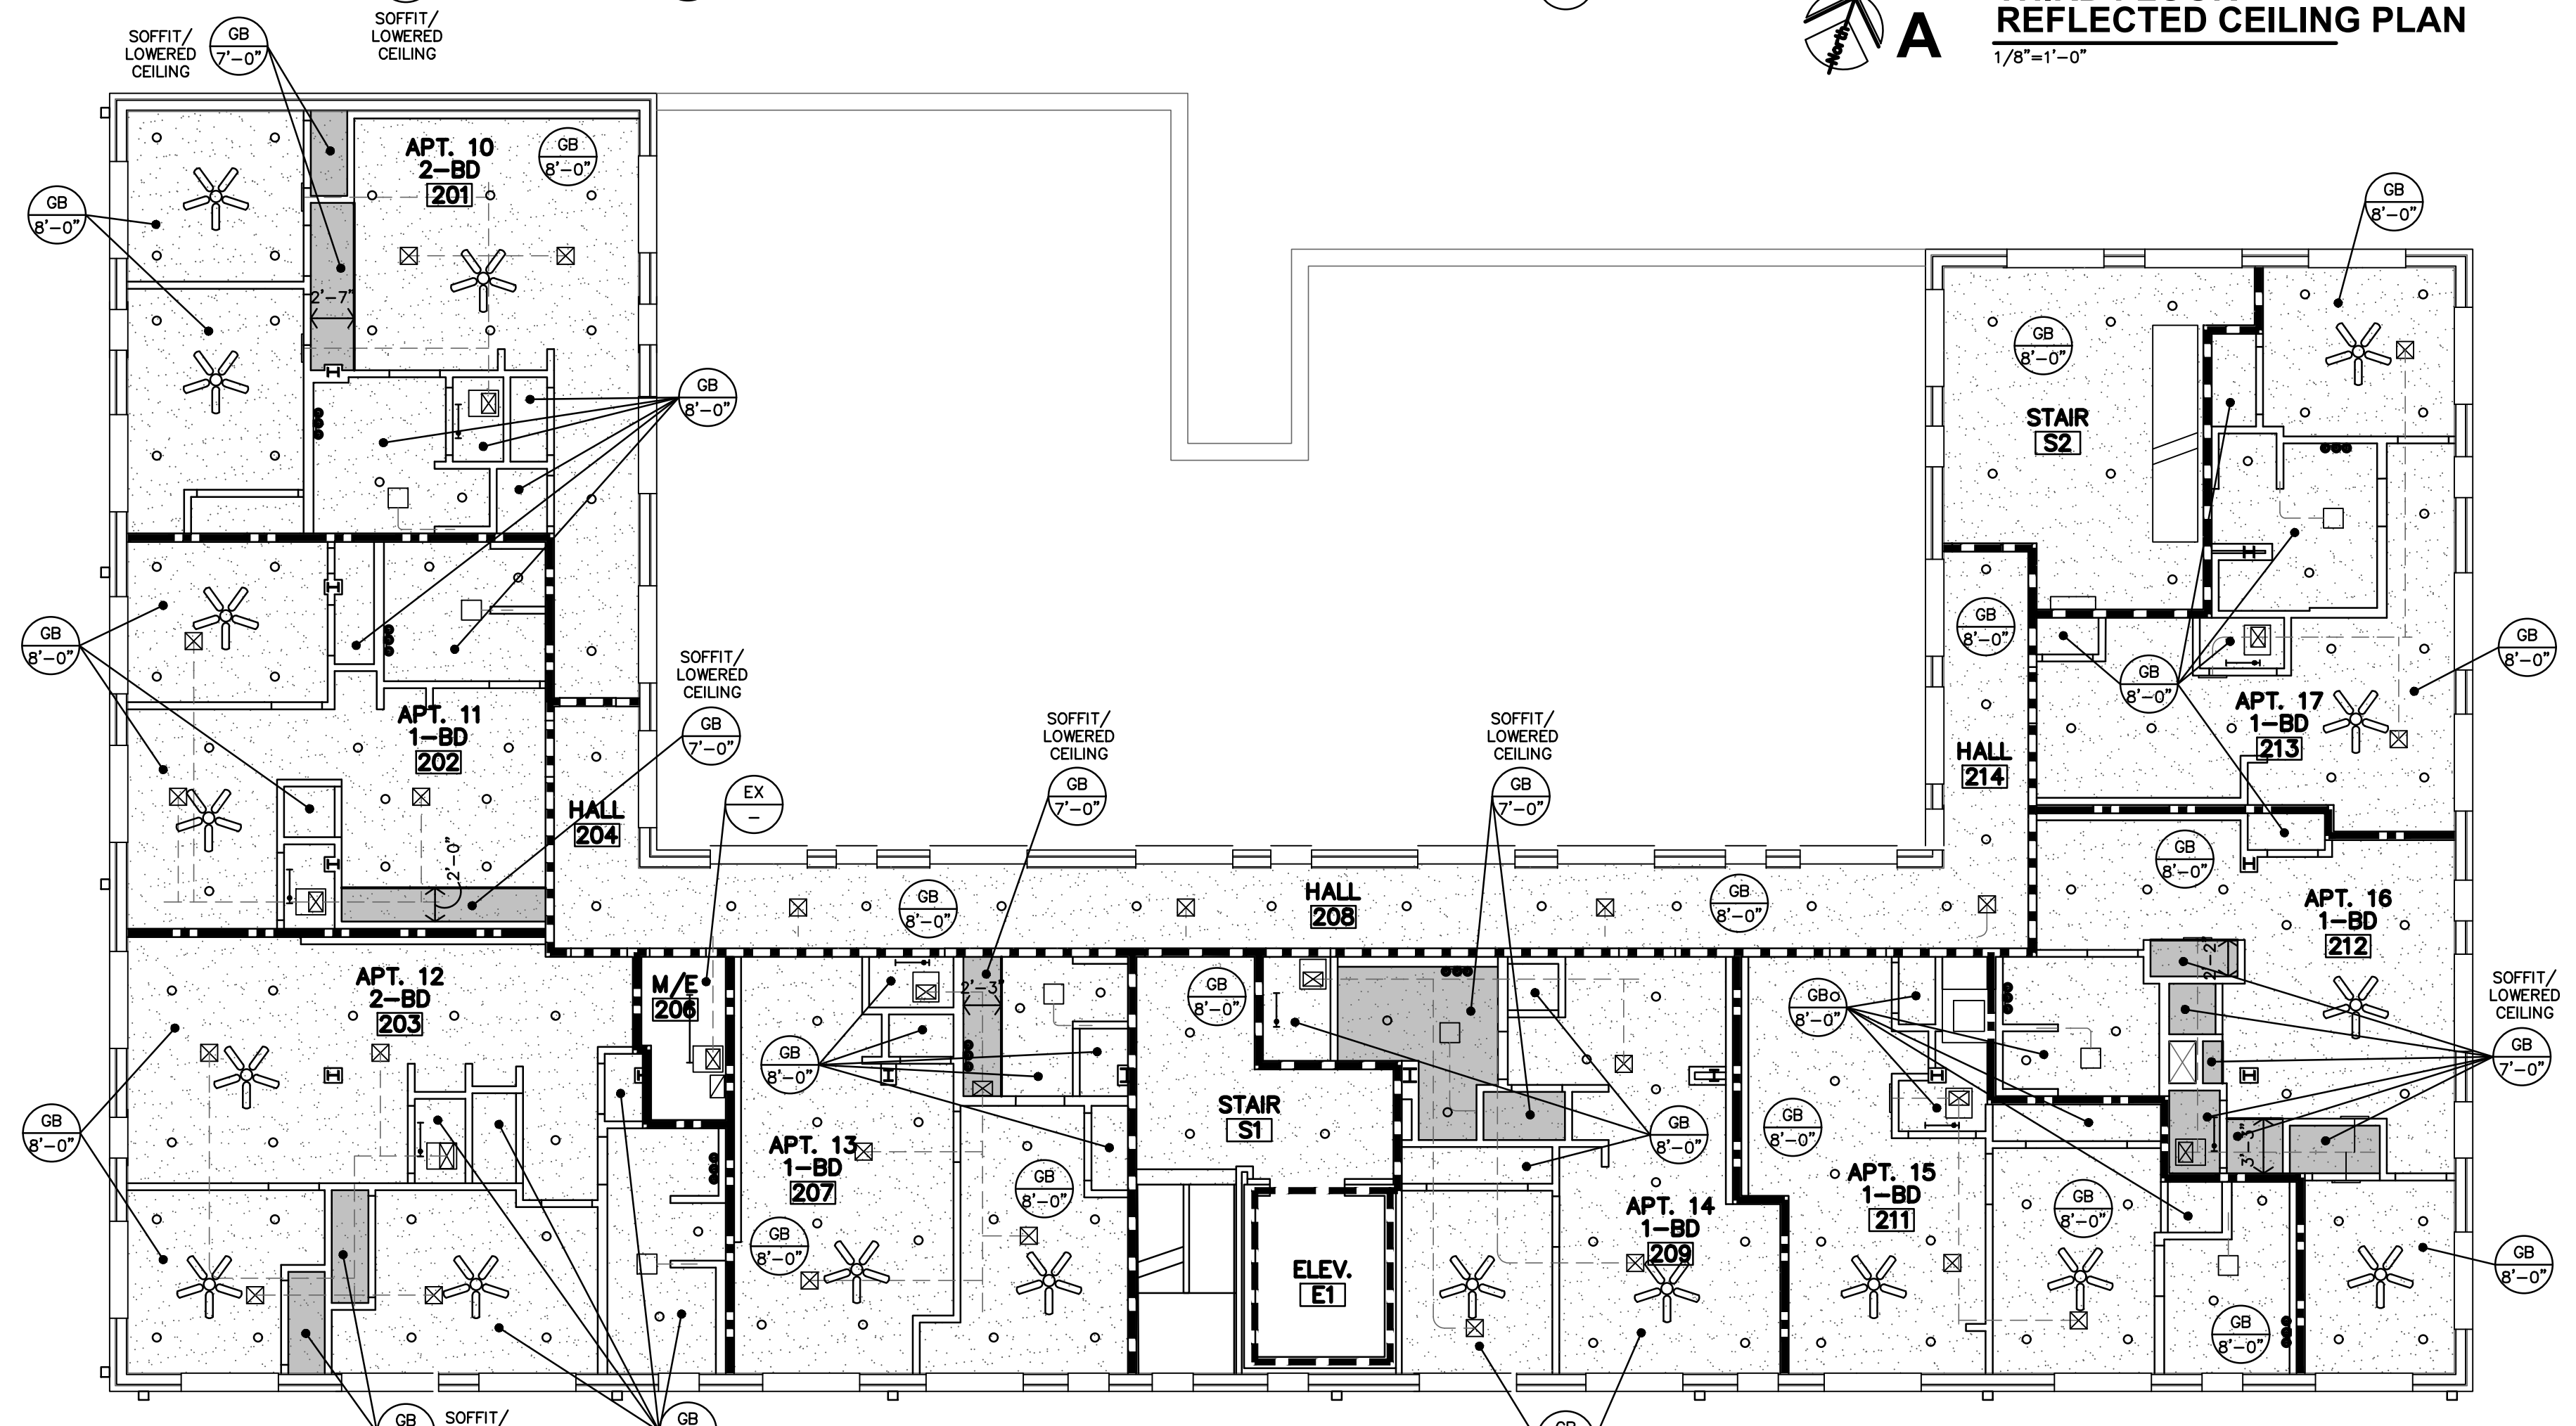 SOFFIT/
LOWERED
CEILING
GB
7'-0"
SOFFIT/
LOWERED
CEILING
North
A
REFLECTED CEILING PLAN
1/8"=1'-0"
APT. 10
2-BD
201
GB
8'-0"
GB
8'-0"
2'-7"
GB
8'-0"
GB
8'-0"
GB
8'-0"
STAIR
S2
GB
8'-0"
APT. 11
1-BD
202
2'-0"
SOFFIT/
LOWERED
CEILING
GB
7'-0"
HALL
204
EX
-
SOFFIT/
LOWERED
CEILING
GB
7'-0"
SOFFIT/
LOWERED
CEILING
GB
7'-0"
GB
8'-0"
HALL
214
GB
8'-0"
APT. 17
1-BD
213
GB
8'-0"
GB
8'-0"
HALL
208
GB
8'-0"
GB
8'-0"
APT. 16
1-BD
212
2'-2"
SOFFIT/
LOWERED
CEILING
GB
7'-0"
3'-3"
APT. 12
2-BD
203
GB
8'-0"
M/E
206
2'-3"
GB
8'-0"
GB
8'-0"
APT. 13
1-BD
207
GB
8'-0"
GB
8'-0"
STAIR
S1
ELEV.
E1
GB
8'-0"
APT. 14
1-BD
209
GB
8'-0"
GB
8'-0"
APT. 15
1-BD
211
GB
8'-0"
GB
8'-0"
GB
8'-0"
GB
SOFFIT/
GB
GB